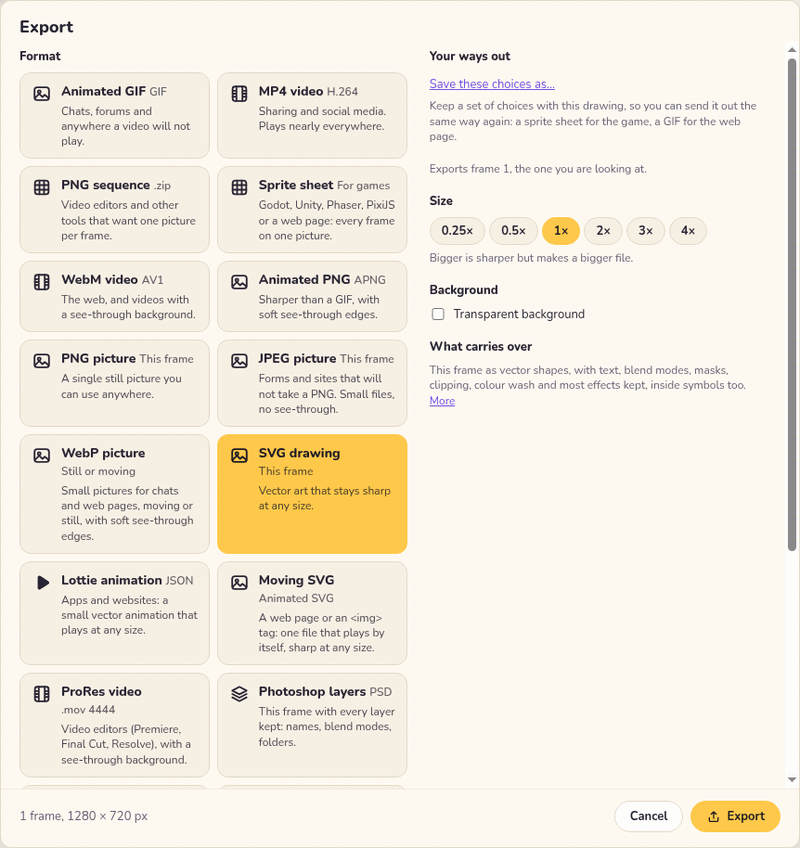 Export
Format
Animated GIF GIF
Chats, forums and
anywhere a video will not
play.
MP4 video H.264
Sharing and social media.
Plays nearly everywhere.
PNG sequence .zip
Video editors and other
tools that want one picture
per frame.
Sprite sheet For games
Godot, Unity, Phaser, PixiJS
or a web page: every frame
on one picture.
WebM video AV1
The web, and videos with
a see-through background.
Animated PNG APNG
Sharper than a GIF, with
soft see-through edges.
PNG picture This frame
A single still picture you
can use anywhere.
JPEG picture This frame
Forms and sites that will
not take a PNG. Small files,
no see-through.
WebP picture
Still or moving
Small pictures for chats
and web pages, moving or
still, with soft see-through
edges.
SVG drawing
This frame
Vector art that stays sharp
at any size.
Lottie animation JSON
Apps and websites: a
small vector animation that
plays at any size.
Moving SVG
Animated SVG
A web page or an <img>
tag: one file that plays by
itself, sharp at any size.
ProRes video
.mov 4444
Video editors (Premiere,
Final Cut, Resolve), with a
see-through background.
Photoshop layers PSD
This frame with every layer
kept: names, blend modes,
folders.
Your ways out
Save these choices as...
Keep a set of choices with this drawing, so you can send it out the
same way again: a sprite sheet for the game, a GIF for the web
page.
Exports frame 1, the one you are looking at.
Size
0.25× 0.5× 1× 2× 3× 4×
Bigger is sharper but makes a bigger file.
Background
Transparent background
What carries over
This frame as vector shapes, with text, blend modes, masks,
clipping, colour wash and most effects kept, inside symbols too.
More
1 frame, 1280 × 720 px
Cancel
Export